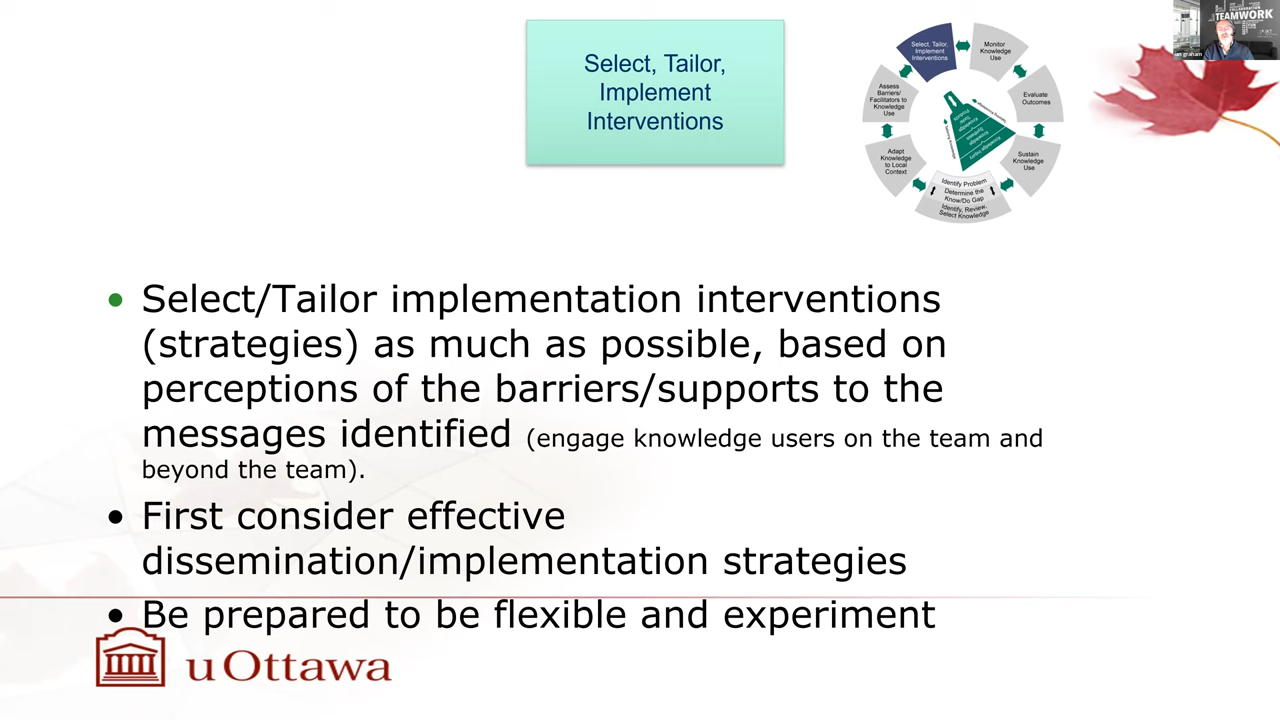 Select, Tailor,
Implement
Interventions
Select, Tailor,
Implement
Interventions
Monitor
Knowledge
Use
Evaluate
Outcomes
Sustain
Knowledge
Use
Identify Problem
Determine the
Know/Do Gap
Identify, Review,
Select Knowledge
Adapt
Knowledge
to Local
Context
Assess
Barriers/
Facilitators to
Knowledge
Use
Knowledge Inquiry
TEAMWORK
ian graham
• Select/Tailor implementation interventions
(strategies) as much as possible, based on
perceptions of the barriers/supports to the
messages identified (engage knowledge users on the team and
beyond the team).
• First consider effective
dissemination/implementation strategies
• Be prepared to be flexible and experiment
uOttawa